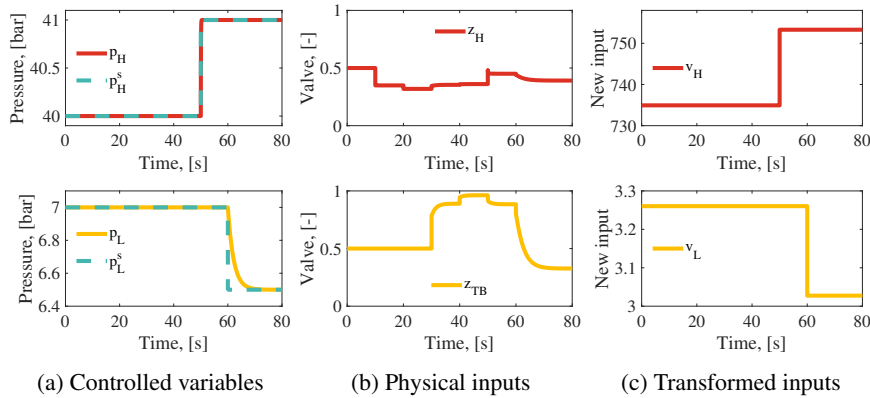 Pressure, [bar]
41
40.5
40
p_H
p_H^s
0 20 40 60 80
Time, [s]
Valve, [-]
1
0.5
0
z_H
0 20 40 60 80
Time, [s]
New input
750
740
730
v_H
0 20 40 60 80
Time, [s]
Pressure, [bar]
7
6.8
6.6
6.4
p_L
p_L^s
0 20 40 60 80
Time, [s]
Valve, [-]
1
0.5
0
z_TB
0 20 40 60 80
Time, [s]
New input
3.3
3.2
3.1
3
v_L
0 20 40 60 80
Time, [s]
(a) Controlled variables
(b) Physical inputs
(c) Transformed inputs